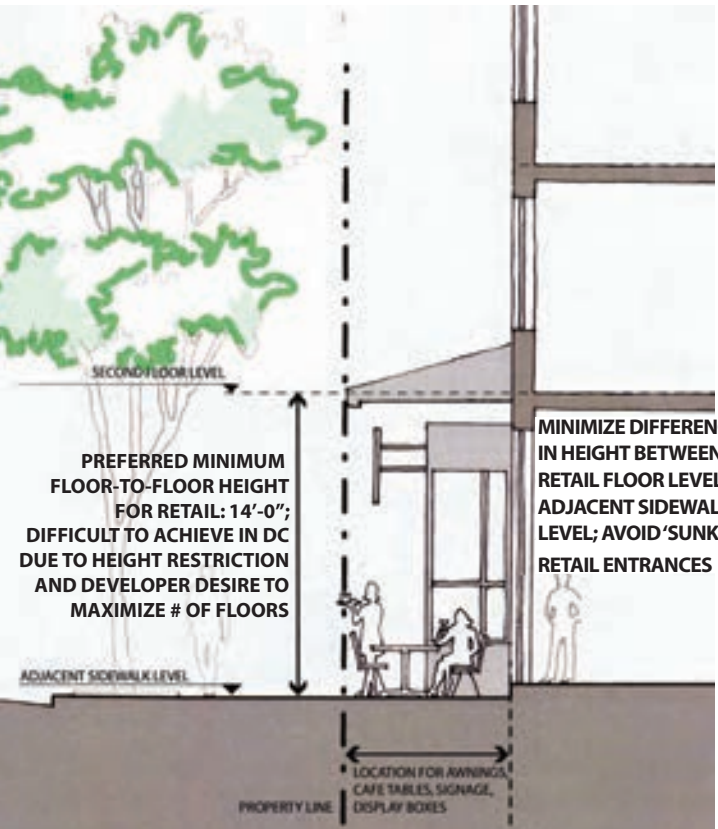 SECOND FLOOR LEVEL
PREFERRED MINIMUM
FLOOR-TO-FLOOR HEIGHT
FOR RETAIL: 14'-0";
DIFFICULT TO ACHIEVE IN DC
DUE TO HEIGHT RESTRICTION
AND DEVELOPER DESIRE TO
MAXIMIZE # OF FLOORS
MINIMIZE DIFFEREN
IN HEIGHT BETWEEN
RETAIL FLOOR LEVEL
ADJACENT SIDEWAL
LEVEL; AVOID ‘SUNK
RETAIL ENTRANCES
ADJACENT SIDEWALK LEVEL
LOCATION FOR AWNINGS,
CAFE TABLES, SIGNAGE,
DISPLAY BOXES
PROPERTY LINE